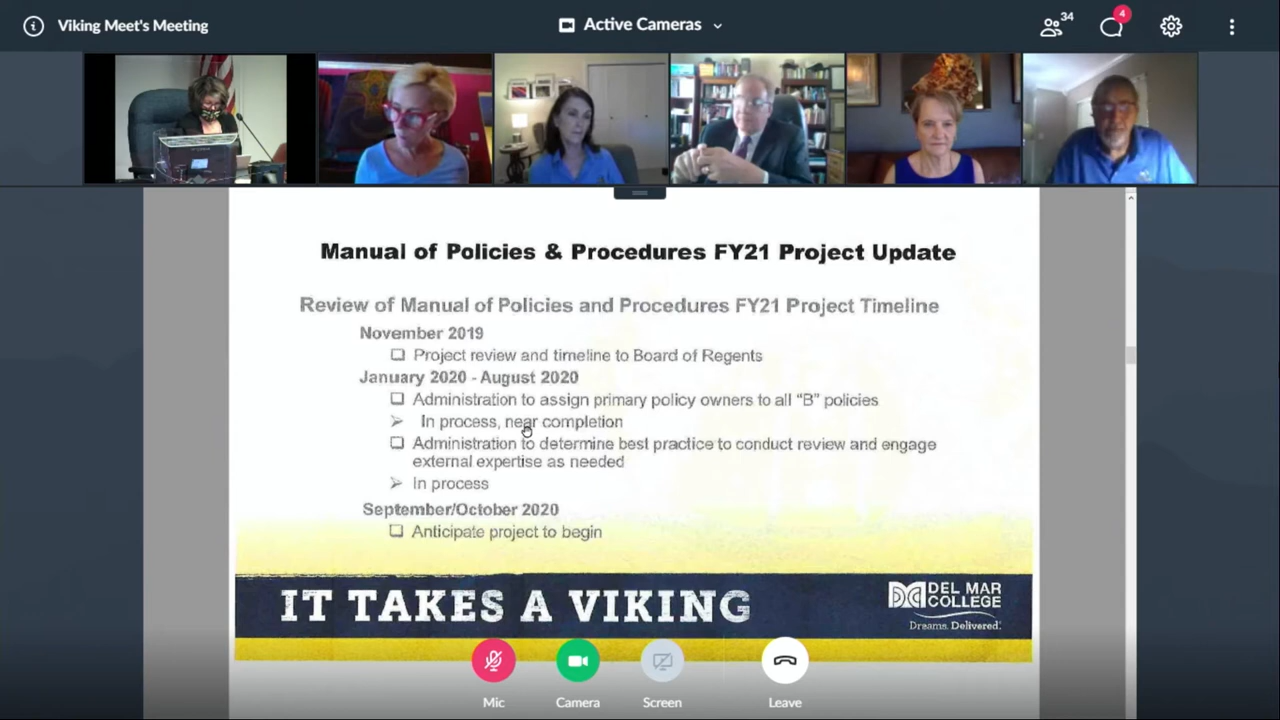 Viking Meet's Meeting
Active Cameras
34
4
Manual of Policies & Procedures FY21 Project Update
Review of Manual of Policies and Procedures FY21 Project Timeline
November 2019
Project review and timeline to Board of Regents
January 2020 - August 2020
Administration to assign primary policy owners to all “B” policies
In process, near completion
Administration to determine best practice to conduct review and engage
external expertise as needed
In process
September/October 2020
Anticipate project to begin
IT TAKES A VIKING
DEL MAR
COLLEGE
Dreams. Delivered.
Mic
Camera
Screen
Leave